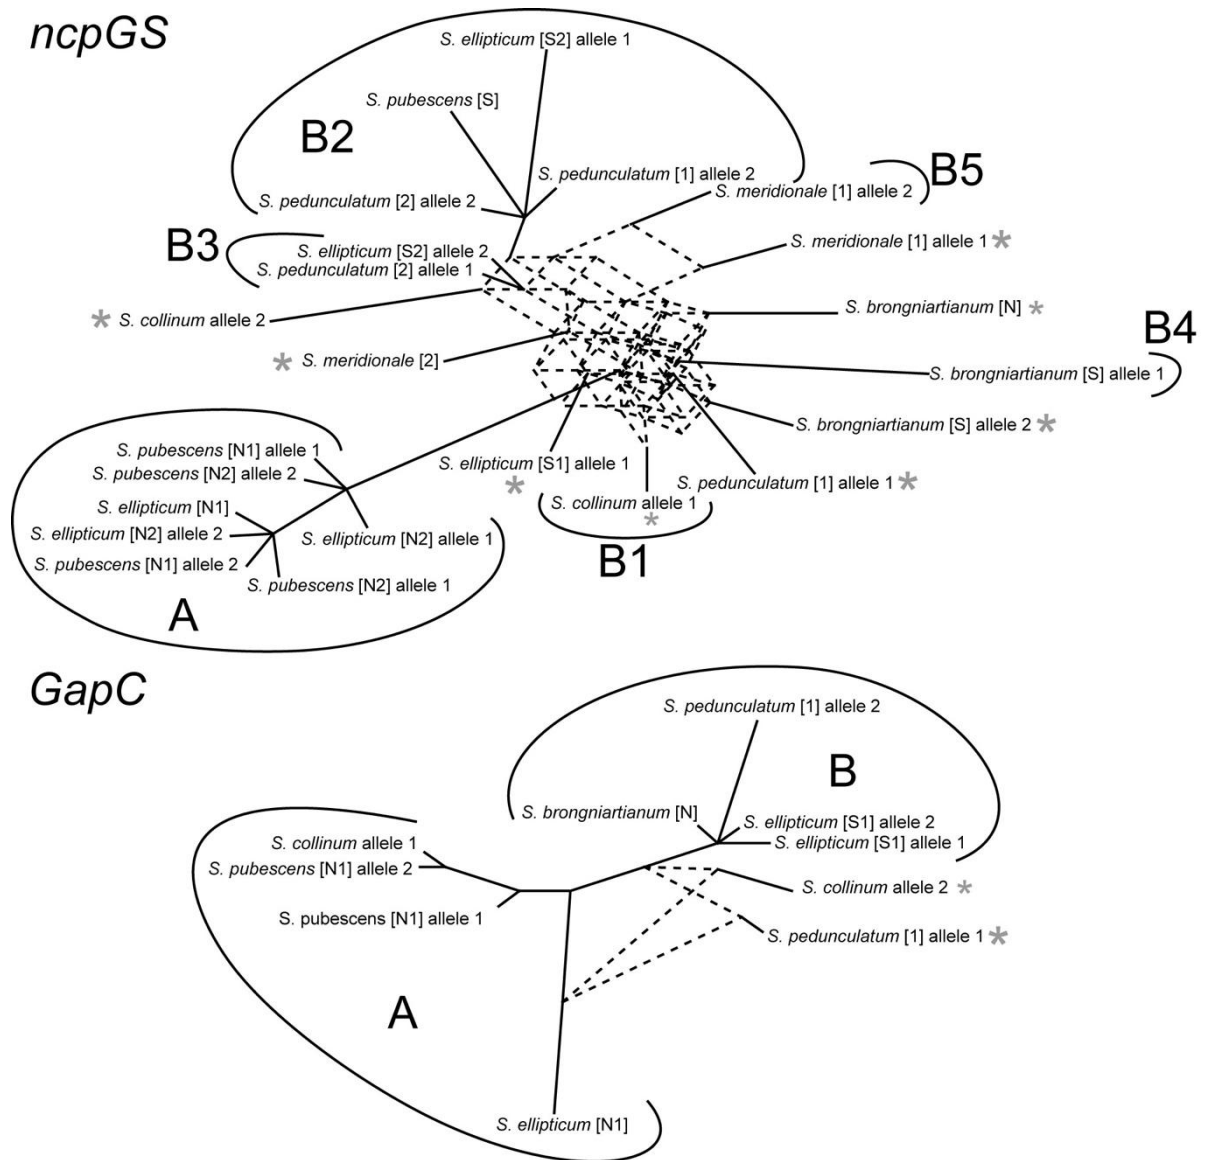 ncpGS
S. ellipticum [S2] allele 1
S. pubescens [S]
B2
S. pedunculatum [1] allele 2
B5
S. meridionale [1] allele 2
S. pedunculatum [2] allele 2
B3
S. ellipticum [S2] allele 2
S. meridionale [1] allele 1 *
S. pedunculatum [2] allele 1
* S. collinum allele 2
S. brongniartianum [N] *
B4
* S. meridionale [2]
S. brongniartianum [S] allele 1
S. brongniartianum [S] allele 2 *
S. pubescens [N1] allele 1
S. ellipticum [S1] allele 1
*
S. pubescens [N2] allele 2
S. pedunculatum [1] allele 1 *
S. collinum allele 1
*
S. ellipticum [N1]
S. ellipticum [N2] allele 2
S. ellipticum [N2] allele 1
S. pubescens [N1] allele 2
B1
S. pubescens [N2] allele 1
A
GapC
S. pedunculatum [1] allele 2
B
S. brongniartianum [N]
S. ellipticum [S1] allele 2
S. collinum allele 1
S. ellipticum [S1] allele 1
S. pubescens [N1] allele 2
S. collinum allele 2 *
S. pubescens [N1] allele 1
S. pedunculatum [1] allele 1 *
A
S. ellipticum [N1]